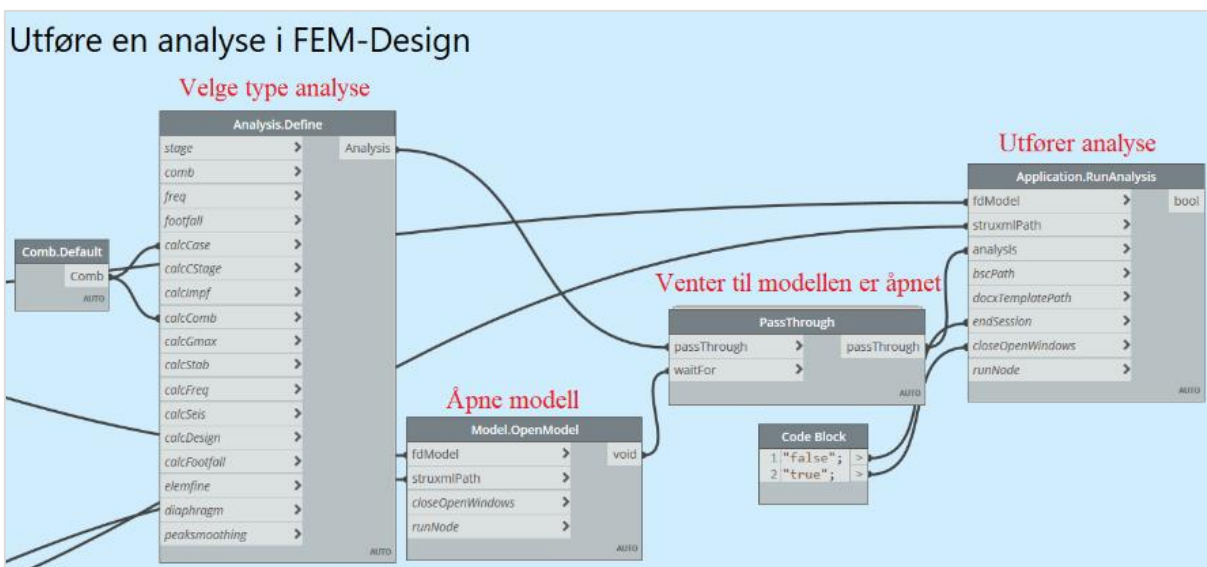 Utføre en analyse i FEM-Design
Velge type analyse
Analysis.Define
stage > Analysis
comb >
freq >
footfall >
calcCase >
calcCStage >
calcImpf >
calcComb >
calcGmax >
calcStab >
calcFreq >
calcSeis >
calcDesign >
calcFootfall >
elemfine >
diaphragm >
peaksmoothing >
AUTO
Comb.Default
Comb
AUTO
Åpne modell
Model.OpenModel
fdModel > void
struxmlPath >
closeOpenWindows >
runNode >
AUTO
Venter til modellen er åpnet
PassThrough
passThrough > passThrough
waitFor >
AUTO
Code Block
1 "false"; >
2 "true"; >
Utfører analyse
Application.RunAnalysis
fdModel > bool
struxmlPath >
analysis >
bscPath >
docxTemplatePath >
endSession >
closeOpenWindows >
runNode >
AUTO